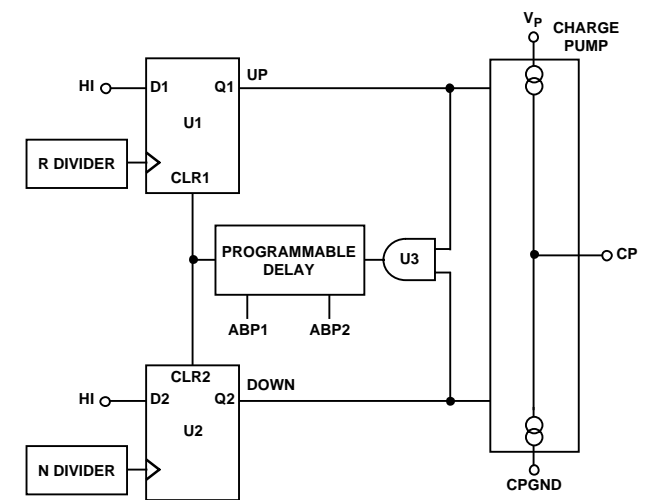 VP
CHARGE
PUMP
HI
D1
Q1
UP
U1
R DIVIDER
CLR1
PROGRAMMABLE
DELAY
U3
CP
ABP1
ABP2
CLR2
DOWN
HI
D2
Q2
U2
N DIVIDER
CPGND